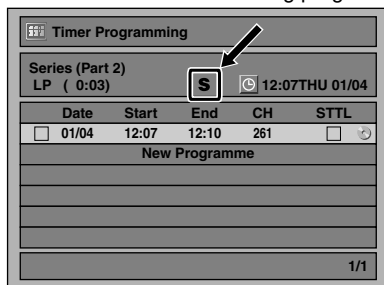 Timer Programming
Series (Part 2)
LP ( 0:03) S 12:07THU 01/04
Date Start End CH STTL
01/04 12:07 12:10 261
New Programme
1/1